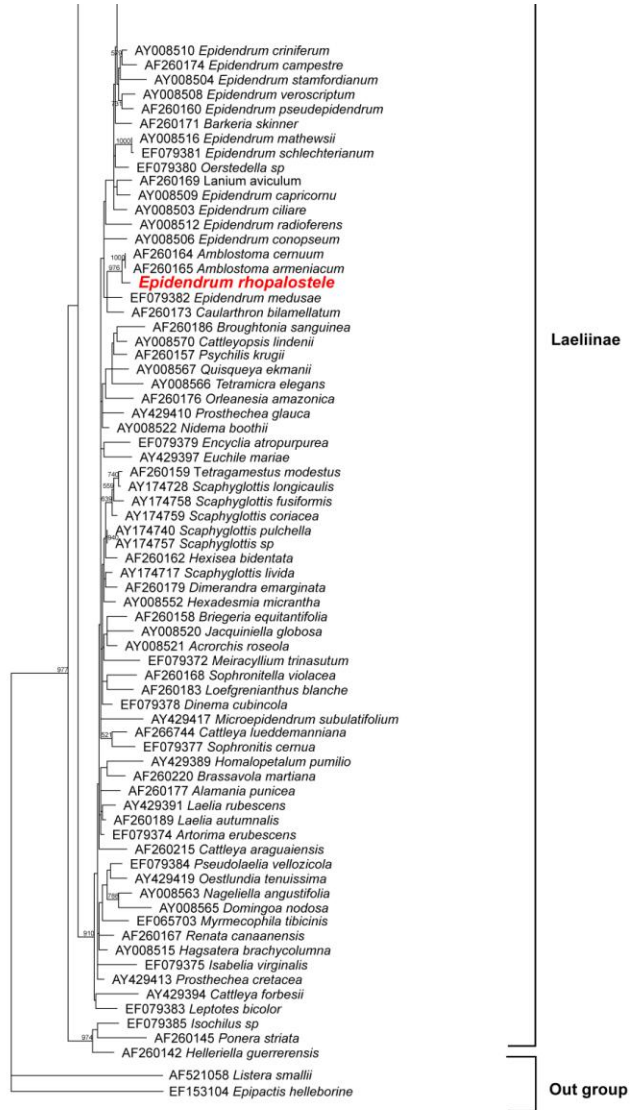 529
AY008510 Epidendrum criniferum
AF260174 Epidendrum campestre
AY008504 Epidendrum stamfordianum
AY008508 Epidendrum veroscriptum
731
AF260160 Epidendrum pseudepidendrum
AF260171 Barkeria skinner
AY008516 Epidendrum mathewsii
1000
EF079381 Epidendrum schlechterianum
EF079380 Oerstedella sp
AF260169 Lanium aviculum
AY008509 Epidendrum capricornu
AY008503 Epidendrum ciliare
AY008512 Epidendrum radioferens
AY008506 Epidendrum conopseum
AF260164 Amblostoma cernuum
1000
AF260165 Amblostoma armeniacum
976
Epidendrum rhopalostele
EF079382 Epidendrum medusae
AF260173 Caularthron bilamellatum
AF260186 Broughtonia sanguinea
AY008570 Cattleyopsis lindenii
Laeliinae
AF260157 Psychilis krugii
AY008567 Quisqueya ekmanii
AY008566 Tetramicra elegans
AF260176 Orleanesia amazonica
AY429410 Prosthechea glauca
AY008522 Nidema boothii
EF079379 Encyclia atropurpurea
AY429397 Euchile mariae
AF260159 Tetragamestus modestus
740
AY174728 Scaphyglottis longicaulis
559
AY174758 Scaphyglottis fusiformis
639
AY174759 Scaphyglottis coriacea
AY174740 Scaphyglottis pulchella
940
AY174757 Scaphyglottis sp
AF260162 Hexisea bidentata
AY174717 Scaphyglottis livida
AF260179 Dimerandra emarginata
AY008552 Hexadesmia micrantha
AF260158 Briegeria equitantifolia
AY008520 Jacquiniella globosa
AY008521 Acrorchis roseola
EF079372 Meiracyllium trinasutum
977
AF260168 Sophronitella violacea
AF260183 Loefgrenianthus blanche
EF079378 Dinema cubincola
AY429417 Microepidendrum subulatifolium
AF266744 Cattleya lueddemanniana
521
EF079377 Sophronitis cernua
AY429389 Homalopetalum pumilio
AF260220 Brassavola martiana
AF260177 Alamania punicea
AY429391 Laelia rubescens
AF260189 Laelia autumnalis
EF079374 Artorima erubescens
AF260215 Cattleya araguaiensis
EF079384 Pseudolaelia vellozicola
AY429419 Oestlundia tenuissima
AY008563 Nageliella angustifolia
AY008565 Domingoa nodosa
EF065703 Myrmecophila tibicinis
910
AF260167 Renata canaanensis
AY008515 Hagsatera brachycolumna
EF079375 Isabelia virginalis
AY429413 Prosthechea cretacea
AY429394 Cattleya forbesii
EF079383 Leptotes bicolor
EF079385 Isochilus sp
974
AF260145 Ponera striata
AF260142 Helleriella guerrerensis
AF521058 Listera smallii
Out group
EF153104 Epipactis helleborine